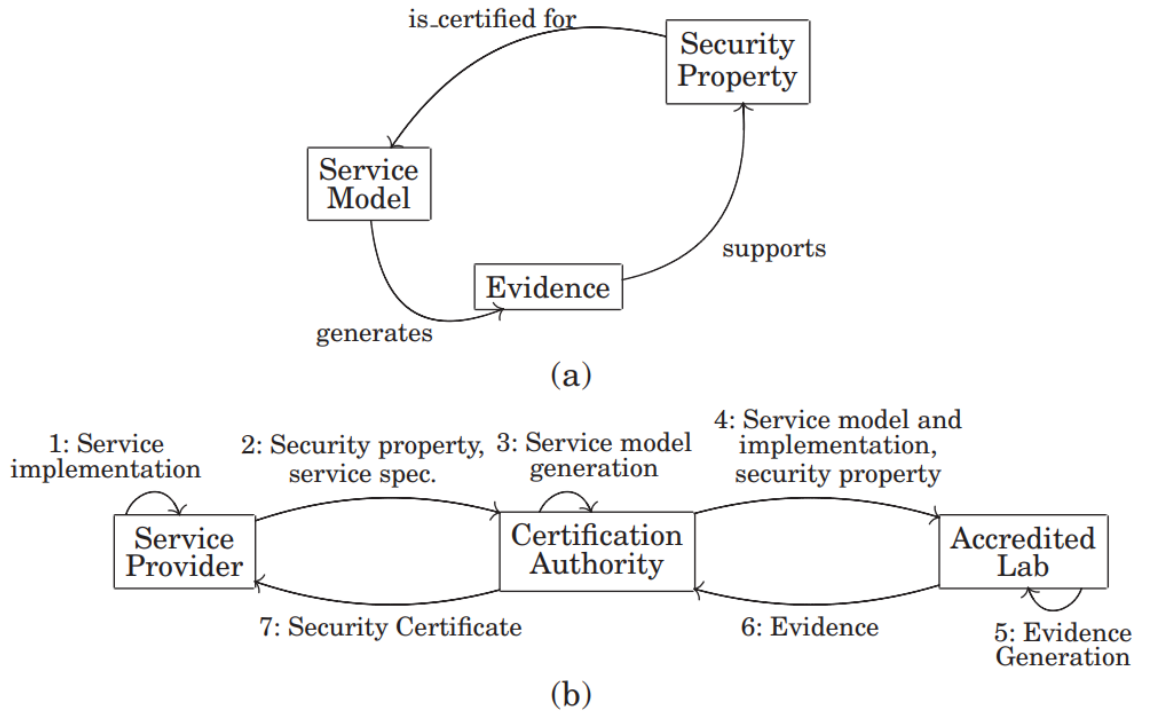 is_certified for
Security
Property
Service
Model
supports
Evidence
generates
(a)
1: Service
implementation
2: Security property,
service spec.
3: Service model
generation
4: Service model and
implementation,
security property
Service
Provider
Certification
Authority
Accredited
Lab
7: Security Certificate
6: Evidence
5: Evidence
Generation
(b)